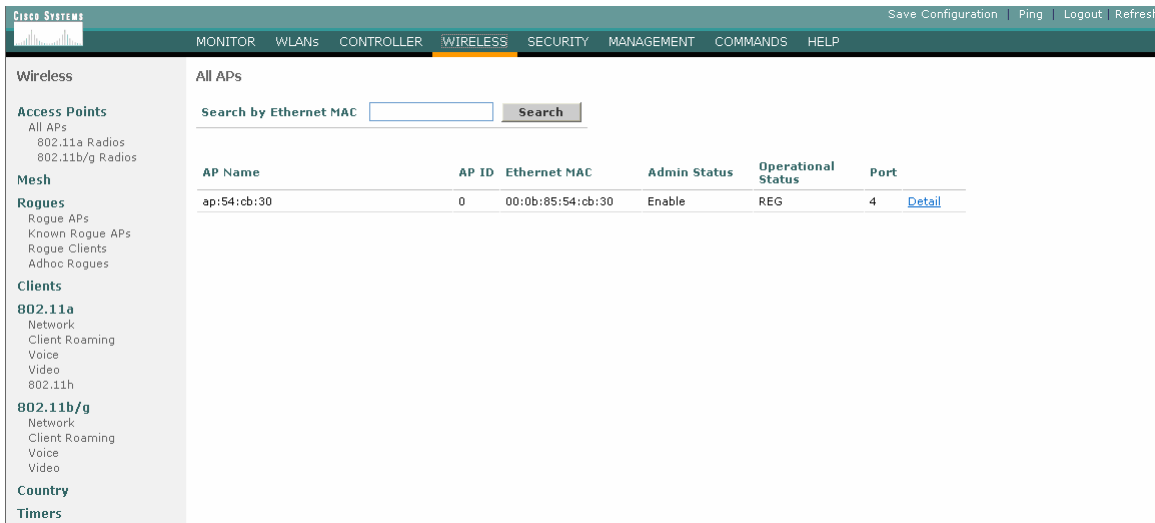 CISCO SYSTEMS
Save Configuration | Ping | Logout | Refresh
MONITOR WLANs CONTROLLER WIRELESS SECURITY MANAGEMENT COMMANDS HELP
Wireless
Access Points
All APs
802.11a Radios
802.11b/g Radios
Mesh
Rogues
Rogue APs
Known Rogue APs
Rogue Clients
Adhoc Rogues
Clients
802.11a
Network
Client Roaming
Voice
Video
802.11h
802.11b/g
Network
Client Roaming
Voice
Video
Country
Timers
All APs
Search by Ethernet MAC Search
AP Name AP ID Ethernet MAC Admin Status Operational Status Port
ap:54:cb:30 0 00:0b:85:54:cb:30 Enable REG 4 Detail